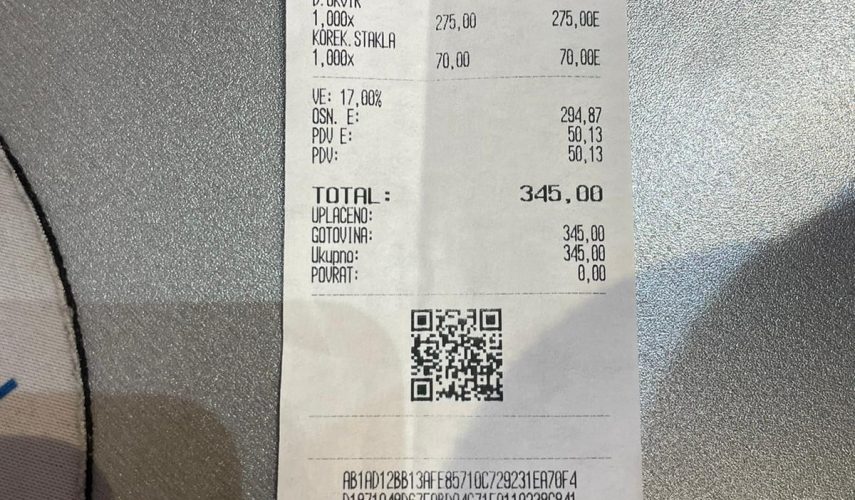 D.OKVIR
1,000x 275,00 275,00E
KOREK.STAKLA
1,000x 70,00 70,00E
VE: 17,00%
OSN. E: 294,87
PDV E: 50,13
PDV: 50,13
TOTAL: 345,00
UPLAĆENO:
GOTOVINA: 345,00
Ukupno: 345,00
POVRAT: 0,00
AB1AD12BB13AFE85710C729231EA70F4